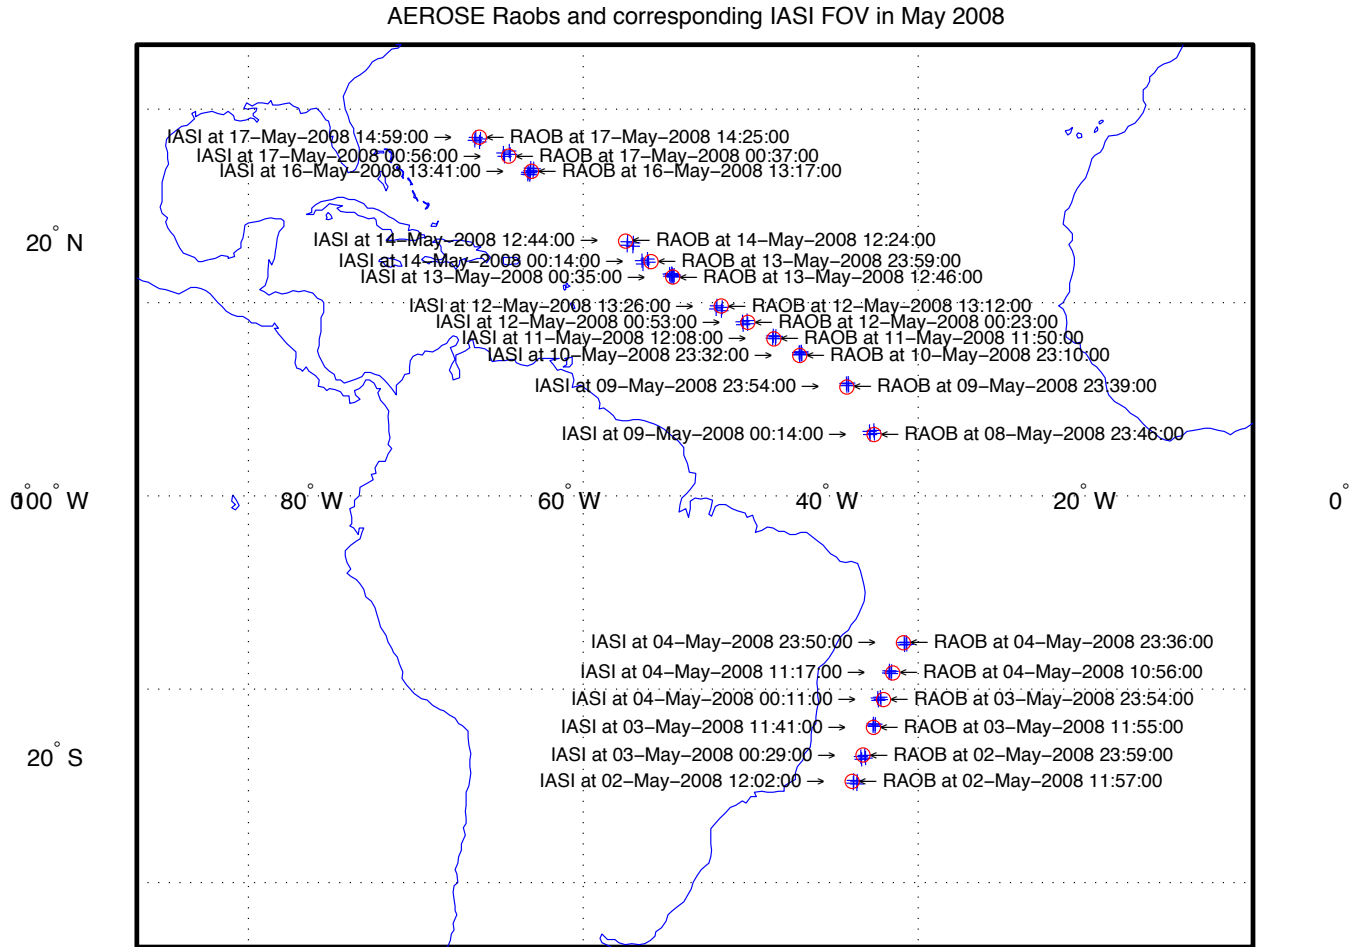 AEROSE Raobs and corresponding IASI FOV in May 2008
IASI at 17−May−2008 14:59:00 → ← RAOB at 17−May−2008 14:25:00
IASI at 17−May−2008 00:56:00 → ← RAOB at 17−May−2008 00:37:00
IASI at 16−May−2008 13:41:00 → ← RAOB at 16−May−2008 13:17:00
20° N
IASI at 14−May−2008 12:44:00 → ← RAOB at 14−May−2008 12:24:00
IASI at 14−May−2008 00:14:00 → ← RAOB at 13−May−2008 23:59:00
IASI at 13−May−2008 00:35:00 → ← RAOB at 13−May−2008 12:46:00
IASI at 12−May−2008 13:26:00 → ← RAOB at 12−May−2008 13:12:00
IASI at 12−May−2008 00:53:00 → ← RAOB at 12−May−2008 00:23:00
IASI at 11−May−2008 12:08:00 → ← RAOB at 11−May−2008 11:50:00
IASI at 10−May−2008 23:32:00 → ← RAOB at 10−May−2008 23:10:00
IASI at 09−May−2008 23:54:00 → ← RAOB at 09−May−2008 23:39:00
IASI at 09−May−2008 00:14:00 → ← RAOB at 08−May−2008 23:46:00
100° W 80° W 60° W 40° W 20° W 0°
IASI at 04−May−2008 23:50:00 → ← RAOB at 04−May−2008 23:36:00
IASI at 04−May−2008 11:17:00 → ← RAOB at 04−May−2008 10:56:00
IASI at 04−May−2008 00:11:00 → ← RAOB at 03−May−2008 23:54:00
IASI at 03−May−2008 11:41:00 → ← RAOB at 03−May−2008 11:55:00
IASI at 03−May−2008 00:29:00 → ← RAOB at 02−May−2008 23:59:00
20° S
IASI at 02−May−2008 12:02:00 → ← RAOB at 02−May−2008 11:57:00